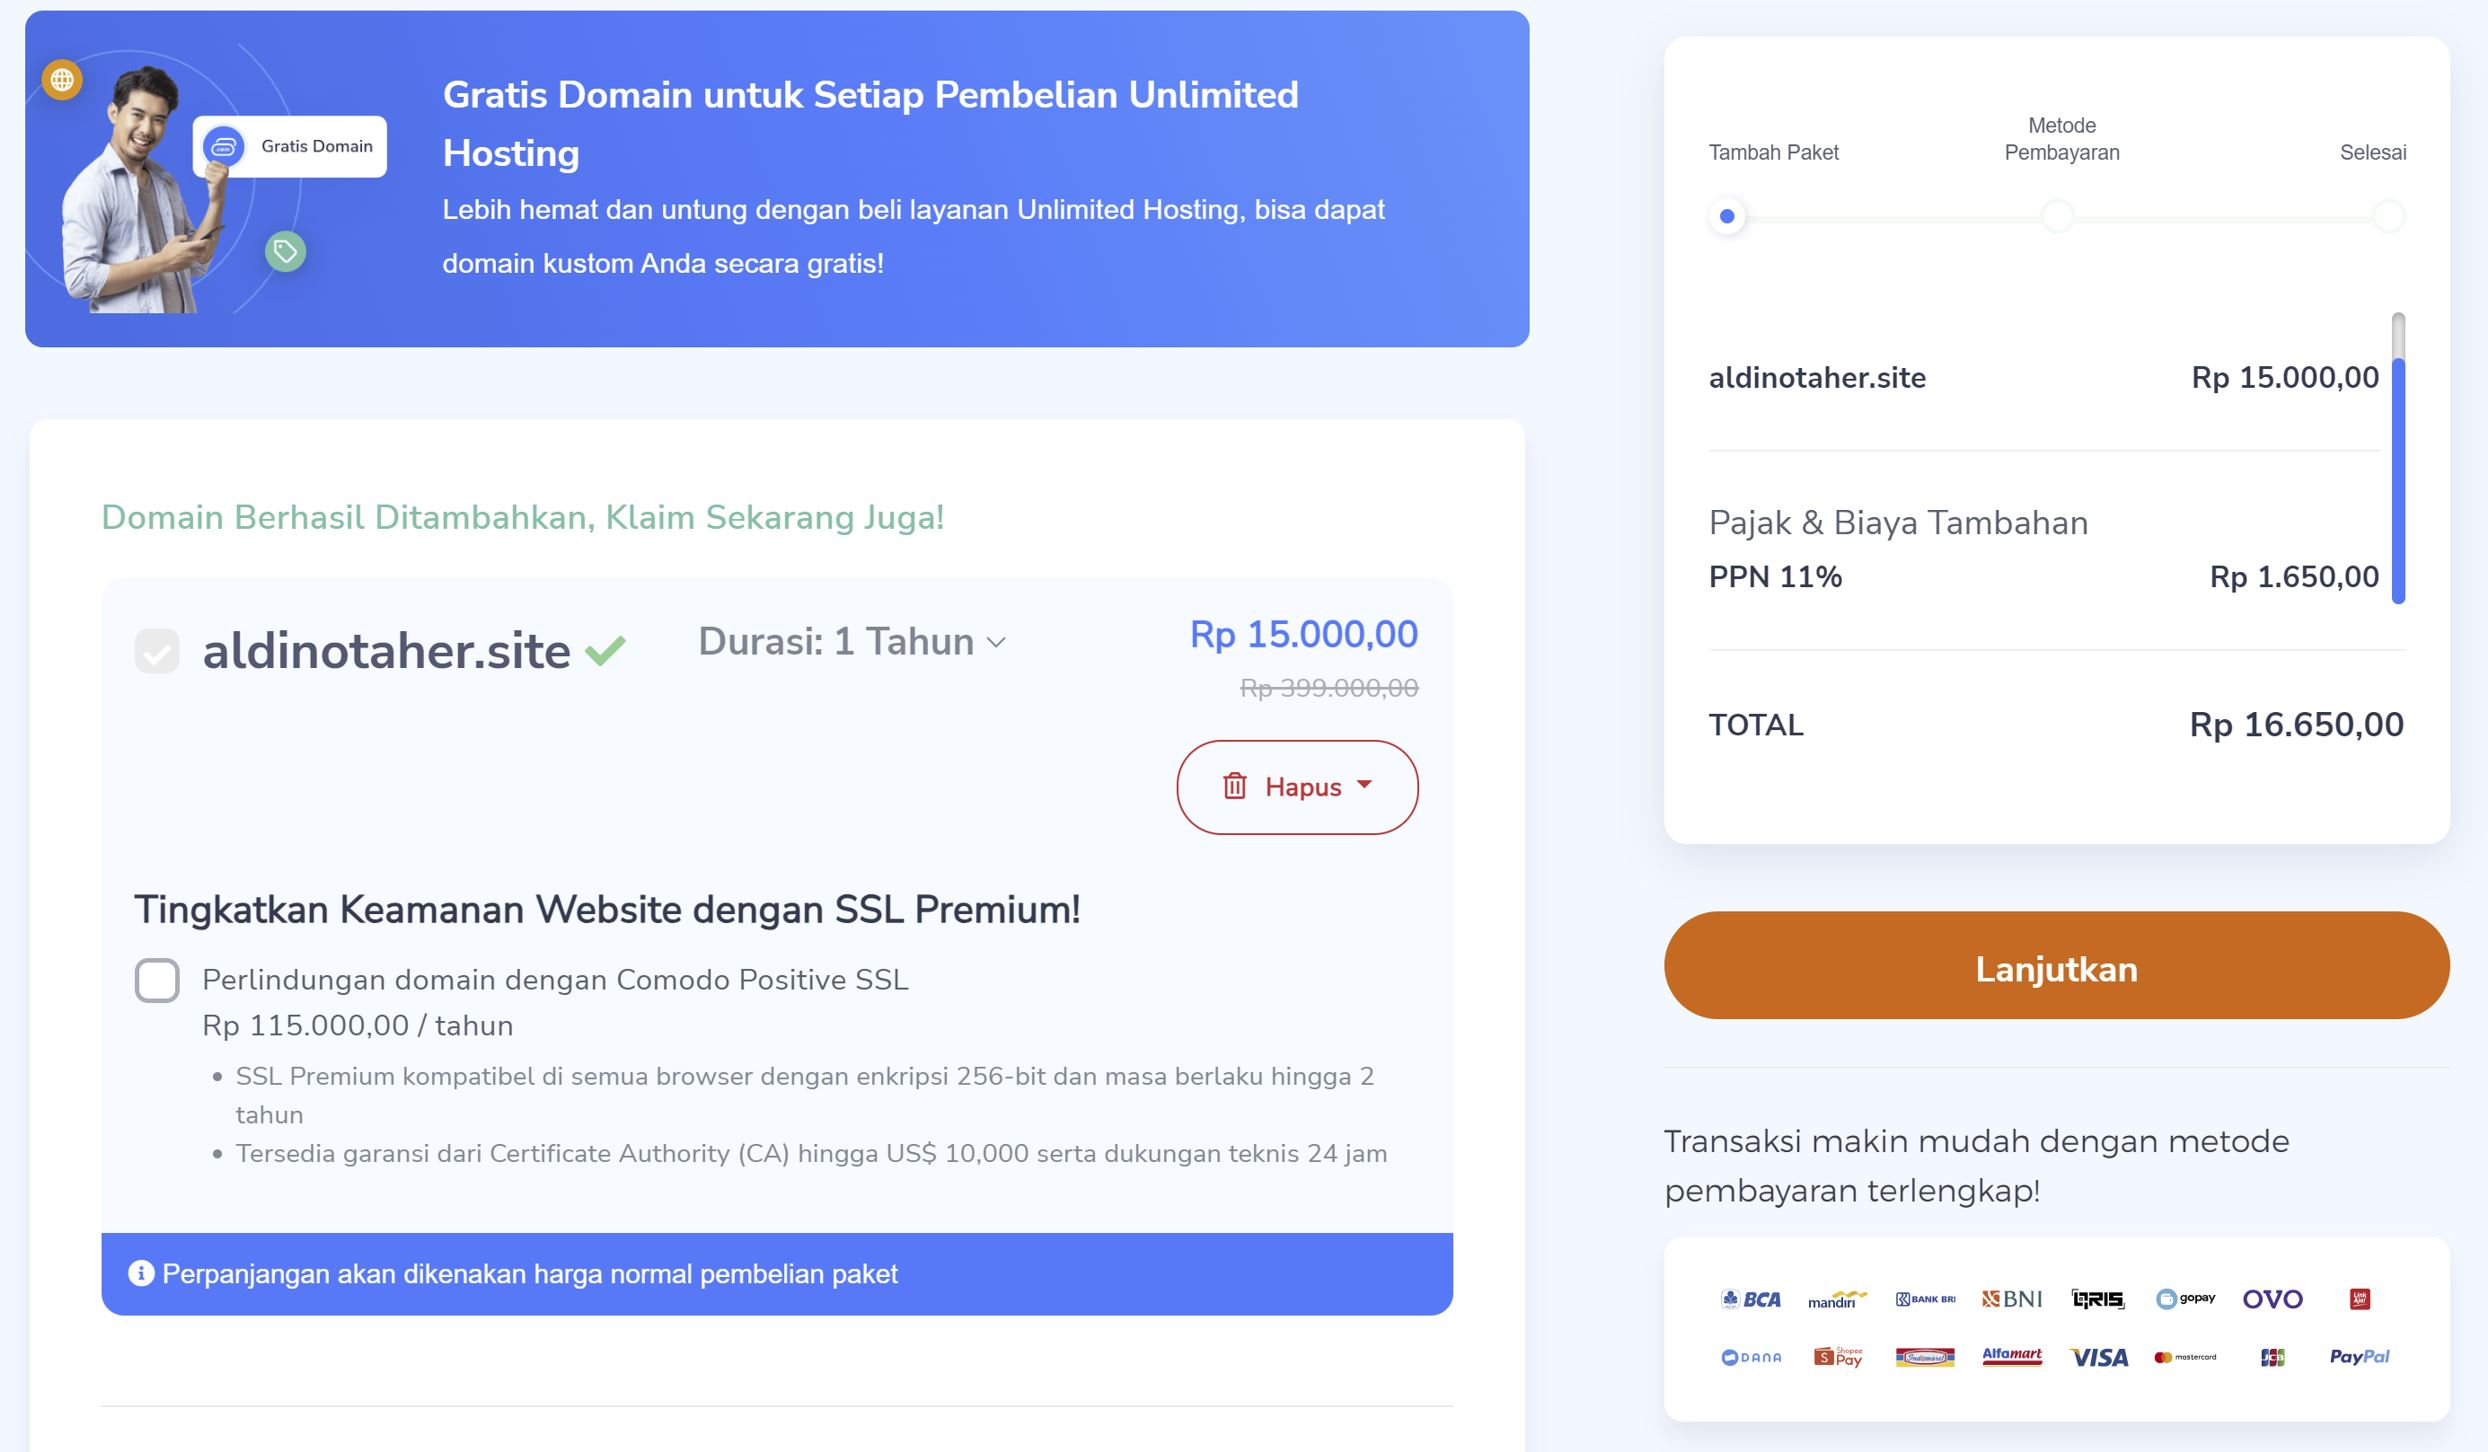 Gratis Domain
Gratis Domain untuk Setiap Pembelian Unlimited
Hosting
Lebih hemat dan untung dengan beli layanan Unlimited Hosting, bisa dapat
domain kustom Anda secara gratis!
Domain Berhasil Ditambahkan, Klaim Sekarang Juga!
aldinotaher.site
Durasi: 1 Tahun
Rp 15.000,00
Rp 399.000,00
Hapus
Tingkatkan Keamanan Website dengan SSL Premium!
Perlindungan domain dengan Comodo Positive SSL
Rp 115.000,00 / tahun
SSL Premium kompatibel di semua browser dengan enkripsi 256-bit dan masa berlaku hingga 2
tahun
Tersedia garansi dari Certificate Authority (CA) hingga US$ 10,000 serta dukungan teknis 24 jam
Perpanjangan akan dikenakan harga normal pembelian paket
Tambah Paket
Metode
Pembayaran
Selesai
aldinotaher.site Rp 15.000,00
Pajak & Biaya Tambahan
PPN 11% Rp 1.650,00
TOTAL Rp 16.650,00
Lanjutkan
Transaksi makin mudah dengan metode
pembayaran terlengkap!
BCA mandiri BANK BRI BNI QRIS gopay OVO LinkAja!
DANA Shopee Pay Indomaret Alfamart VISA mastercard JCB PayPal